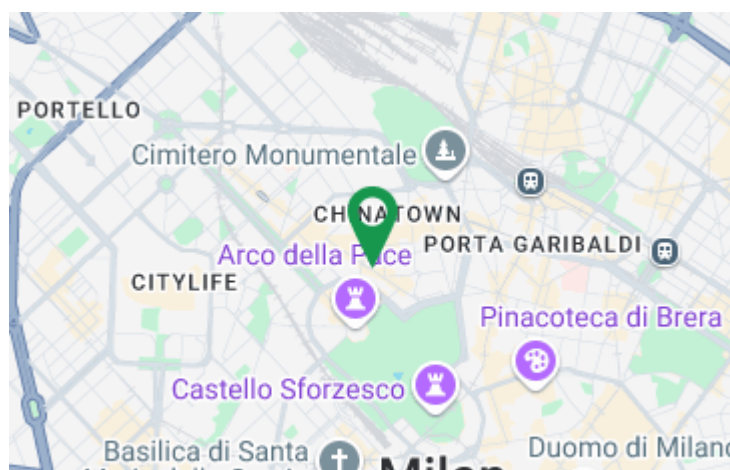 PORTELLO
Cimitero Monumentale
CHINATOWN
PORTA GARIBALDI
Arco della Pace
CITYLIFE
Pinacoteca di Brera
Castello Sforzesco
Basilica di Santa
Duomo di Milano
Milan